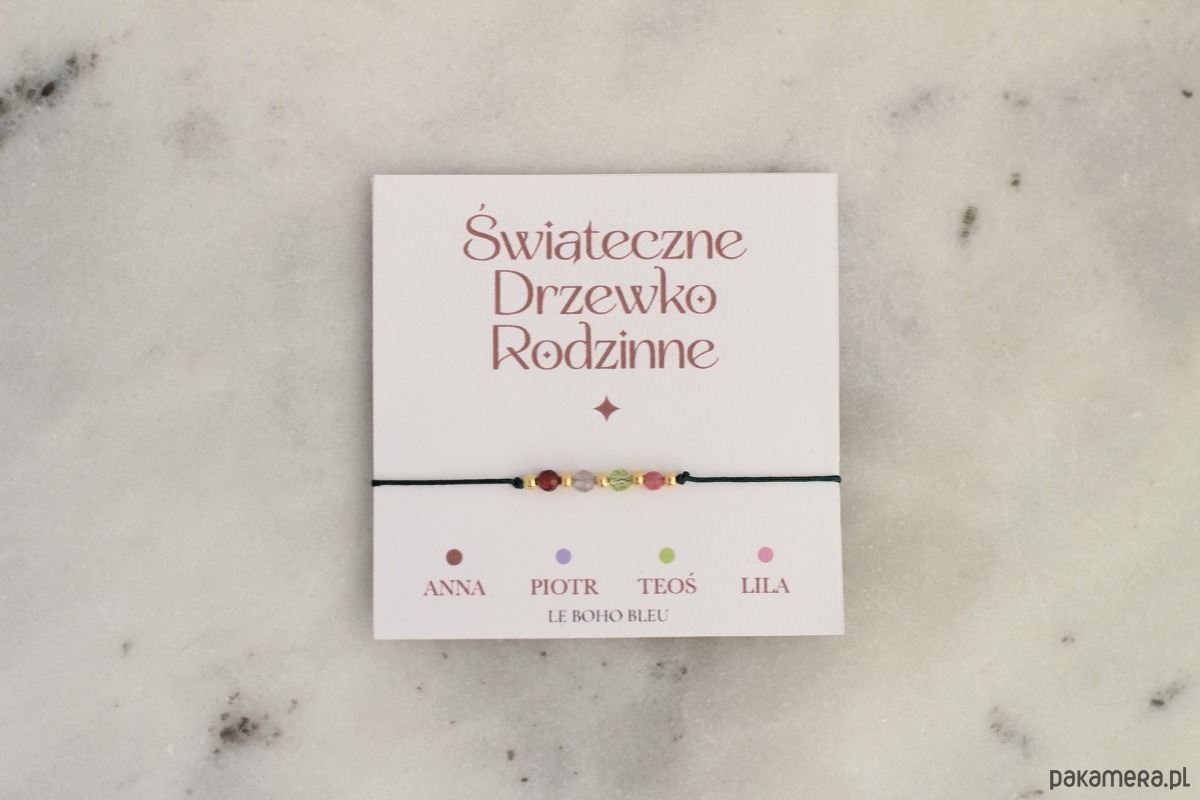 Świąteczne
Drzewko
Rodzinne
ANNA PIOTR TEOŚ LILA
LE BOHO BLEU
pakamera.pl